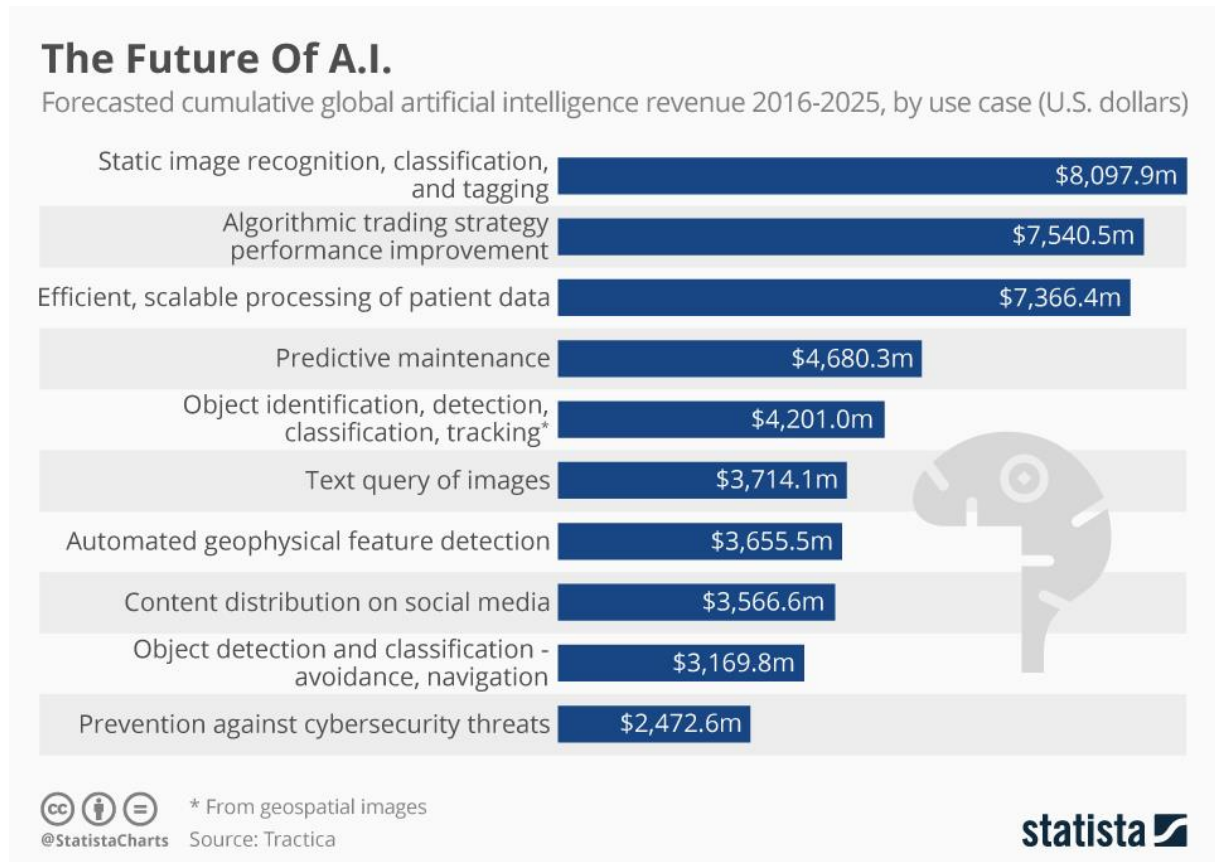 The Future Of A.I.
Forecasted cumulative global artificial intelligence revenue 2016-2025, by use case (U.S. dollars)
Static image recognition, classification,
and tagging
$8,097.9m
Algorithmic trading strategy
performance improvement
$7,540.5m
Efficient, scalable processing of patient data
$7,366.4m
Predictive maintenance
$4,680.3m
Object identification, detection,
classification, tracking*
$4,201.0m
Text query of images
$3,714.1m
Automated geophysical feature detection
$3,655.5m
Content distribution on social media
$3,566.6m
Object detection and classification -
avoidance, navigation
$3,169.8m
Prevention against cybersecurity threats
$2,472.6m
cc
@StatistaCharts
* From geospatial images
Source: Tractica
statista